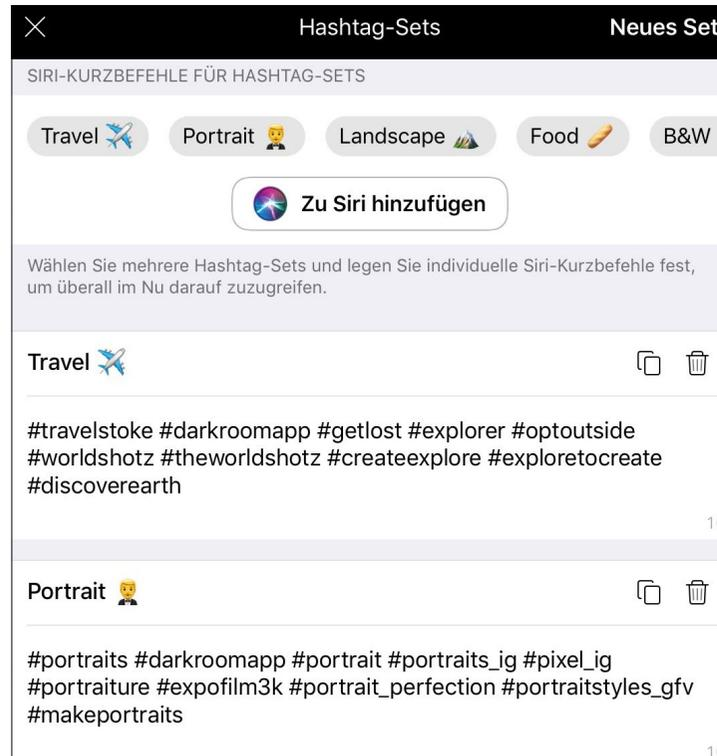 Hashtag-Sets Neues Set
SIRI-KURZBEFEHLE FÜR HASHTAG-SETS
Travel ✈️ Portrait 🤵 Landscape 🏔️ Food 🥖 B&W
Zu Siri hinzufügen
Wählen Sie mehrere Hashtag-Sets und legen Sie individuelle Siri-Kurzbefehle fest,
um überall im Nu darauf zuzugreifen.
Travel ✈️
#travelstoke #darkroomapp #getlost #explorer #optoutside
#worldshotz #theworldshotz #createexplore #exploretocreate
#discoverearth
Portrait 🤵
#portraits #darkroomapp #portrait #portraits_ig #pixel_ig
#portraiture #expofilm3k #portrait_perfection #portraitstyles_gfv
#makeportraits